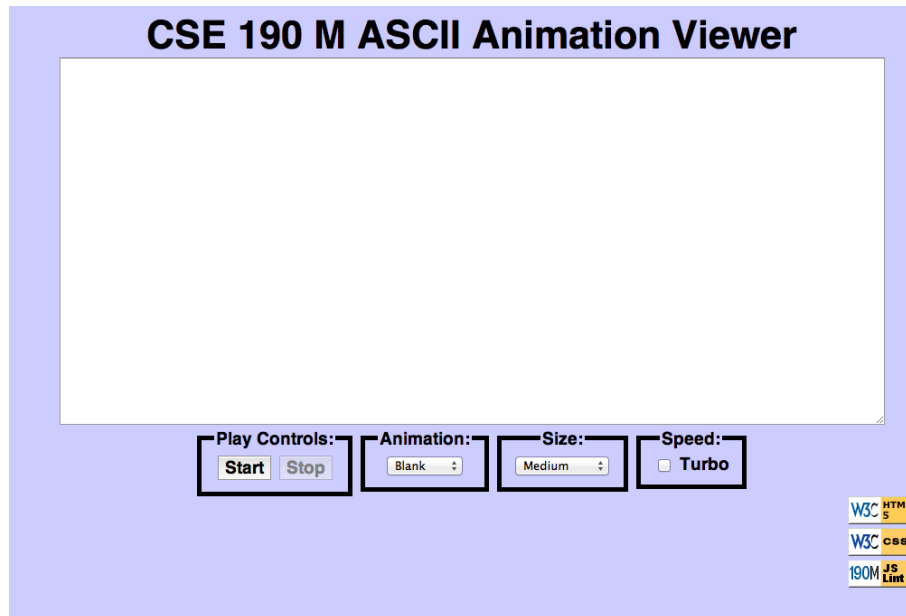 CSE 190 M ASCII Animation Viewer
Play Controls: Animation: Size: Speed:
Start Stop Blank Medium Turbo
W3C HTM
5
W3C css
190M JS
Lint